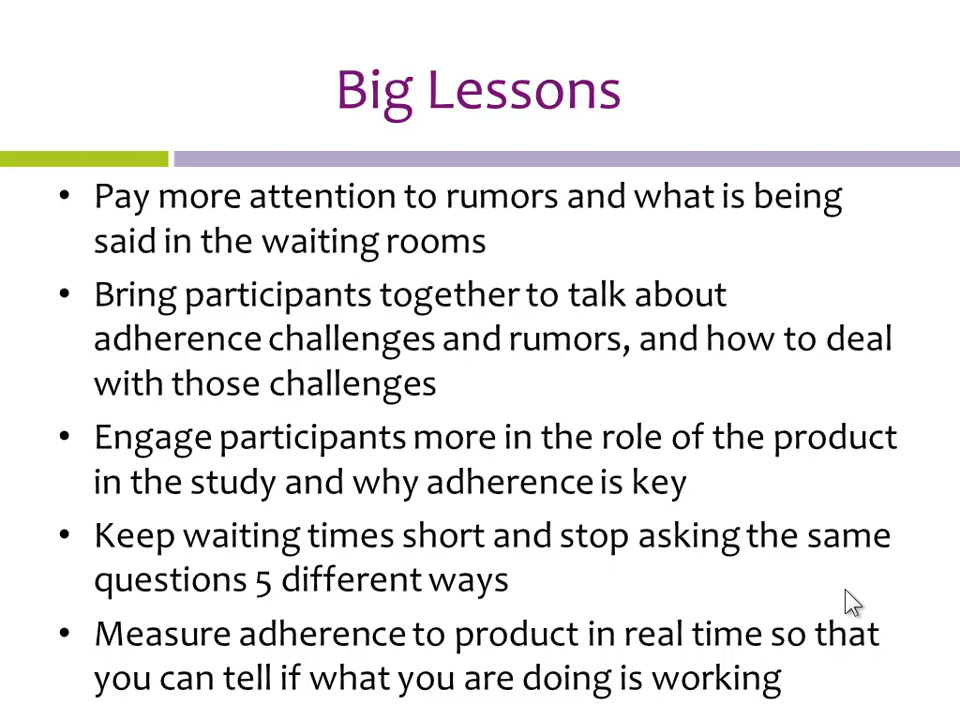 Big Lessons
• Pay more attention to rumors and what is being
said in the waiting rooms
• Bring participants together to talk about
adherence challenges and rumors, and how to deal
with those challenges
• Engage participants more in the role of the product
in the study and why adherence is key
• Keep waiting times short and stop asking the same
questions 5 different ways
• Measure adherence to product in real time so that
you can tell if what you are doing is working